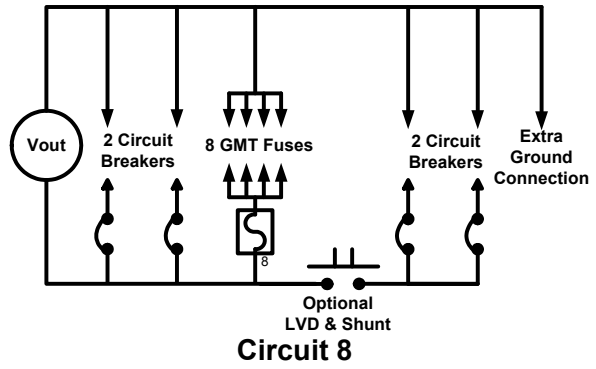 Vout
2 Circuit
Breakers
8 GMT Fuses
2 Circuit
Breakers
Extra
Ground
Connection
8
Optional
LVD & Shunt
Circuit 8